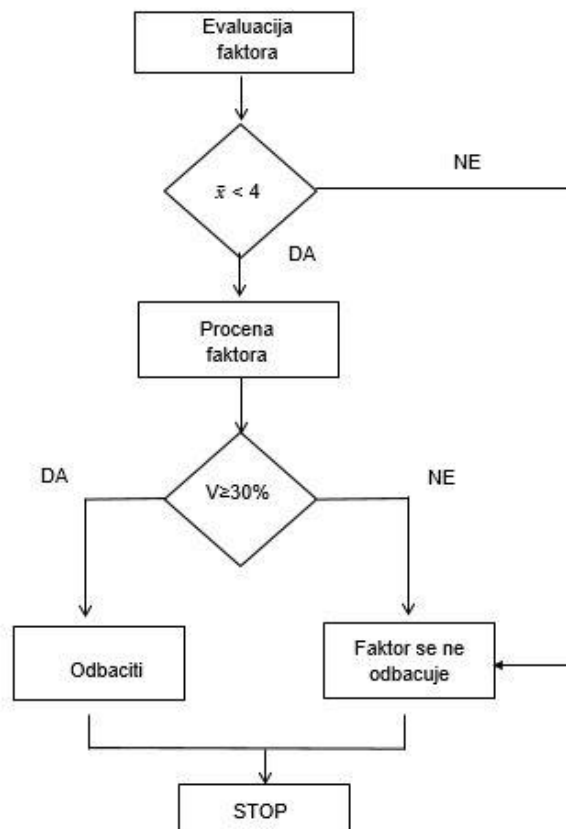 Evaluacija
faktora
x̄ < 4
NE
DA
Procena
faktora
DA
V≥30%
NE
Odbaciti
Faktor se ne
odbacuje
STOP